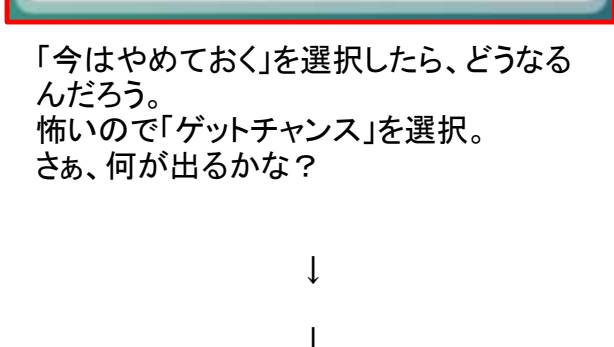 「今はやめておく」を選択したら、どうなる
んだろう。
怖いので「ゲットチャンス」を選択。
さぁ、何が出るかな？
↓